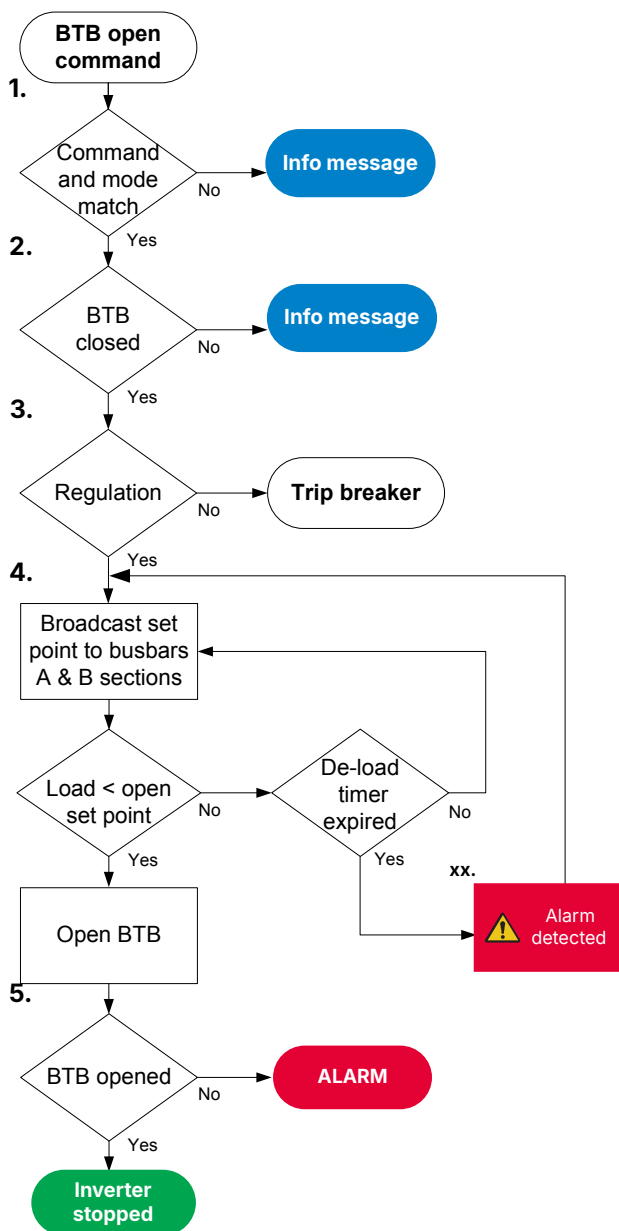 BTB open
command
1.
Command
and mode
match
No
Info message
Yes
2.
BTB
closed
No
Info message
Yes
3.
Regulation
No
Trip breaker
Yes
4.
Broadcast set
point to busbars
A & B sections
Load < open
set point
No
De-load
timer
expired
No
Yes
Yes
xx.
Alarm
detected
Open BTB
5.
BTB opened
No
ALARM
Yes
Inverter
stopped